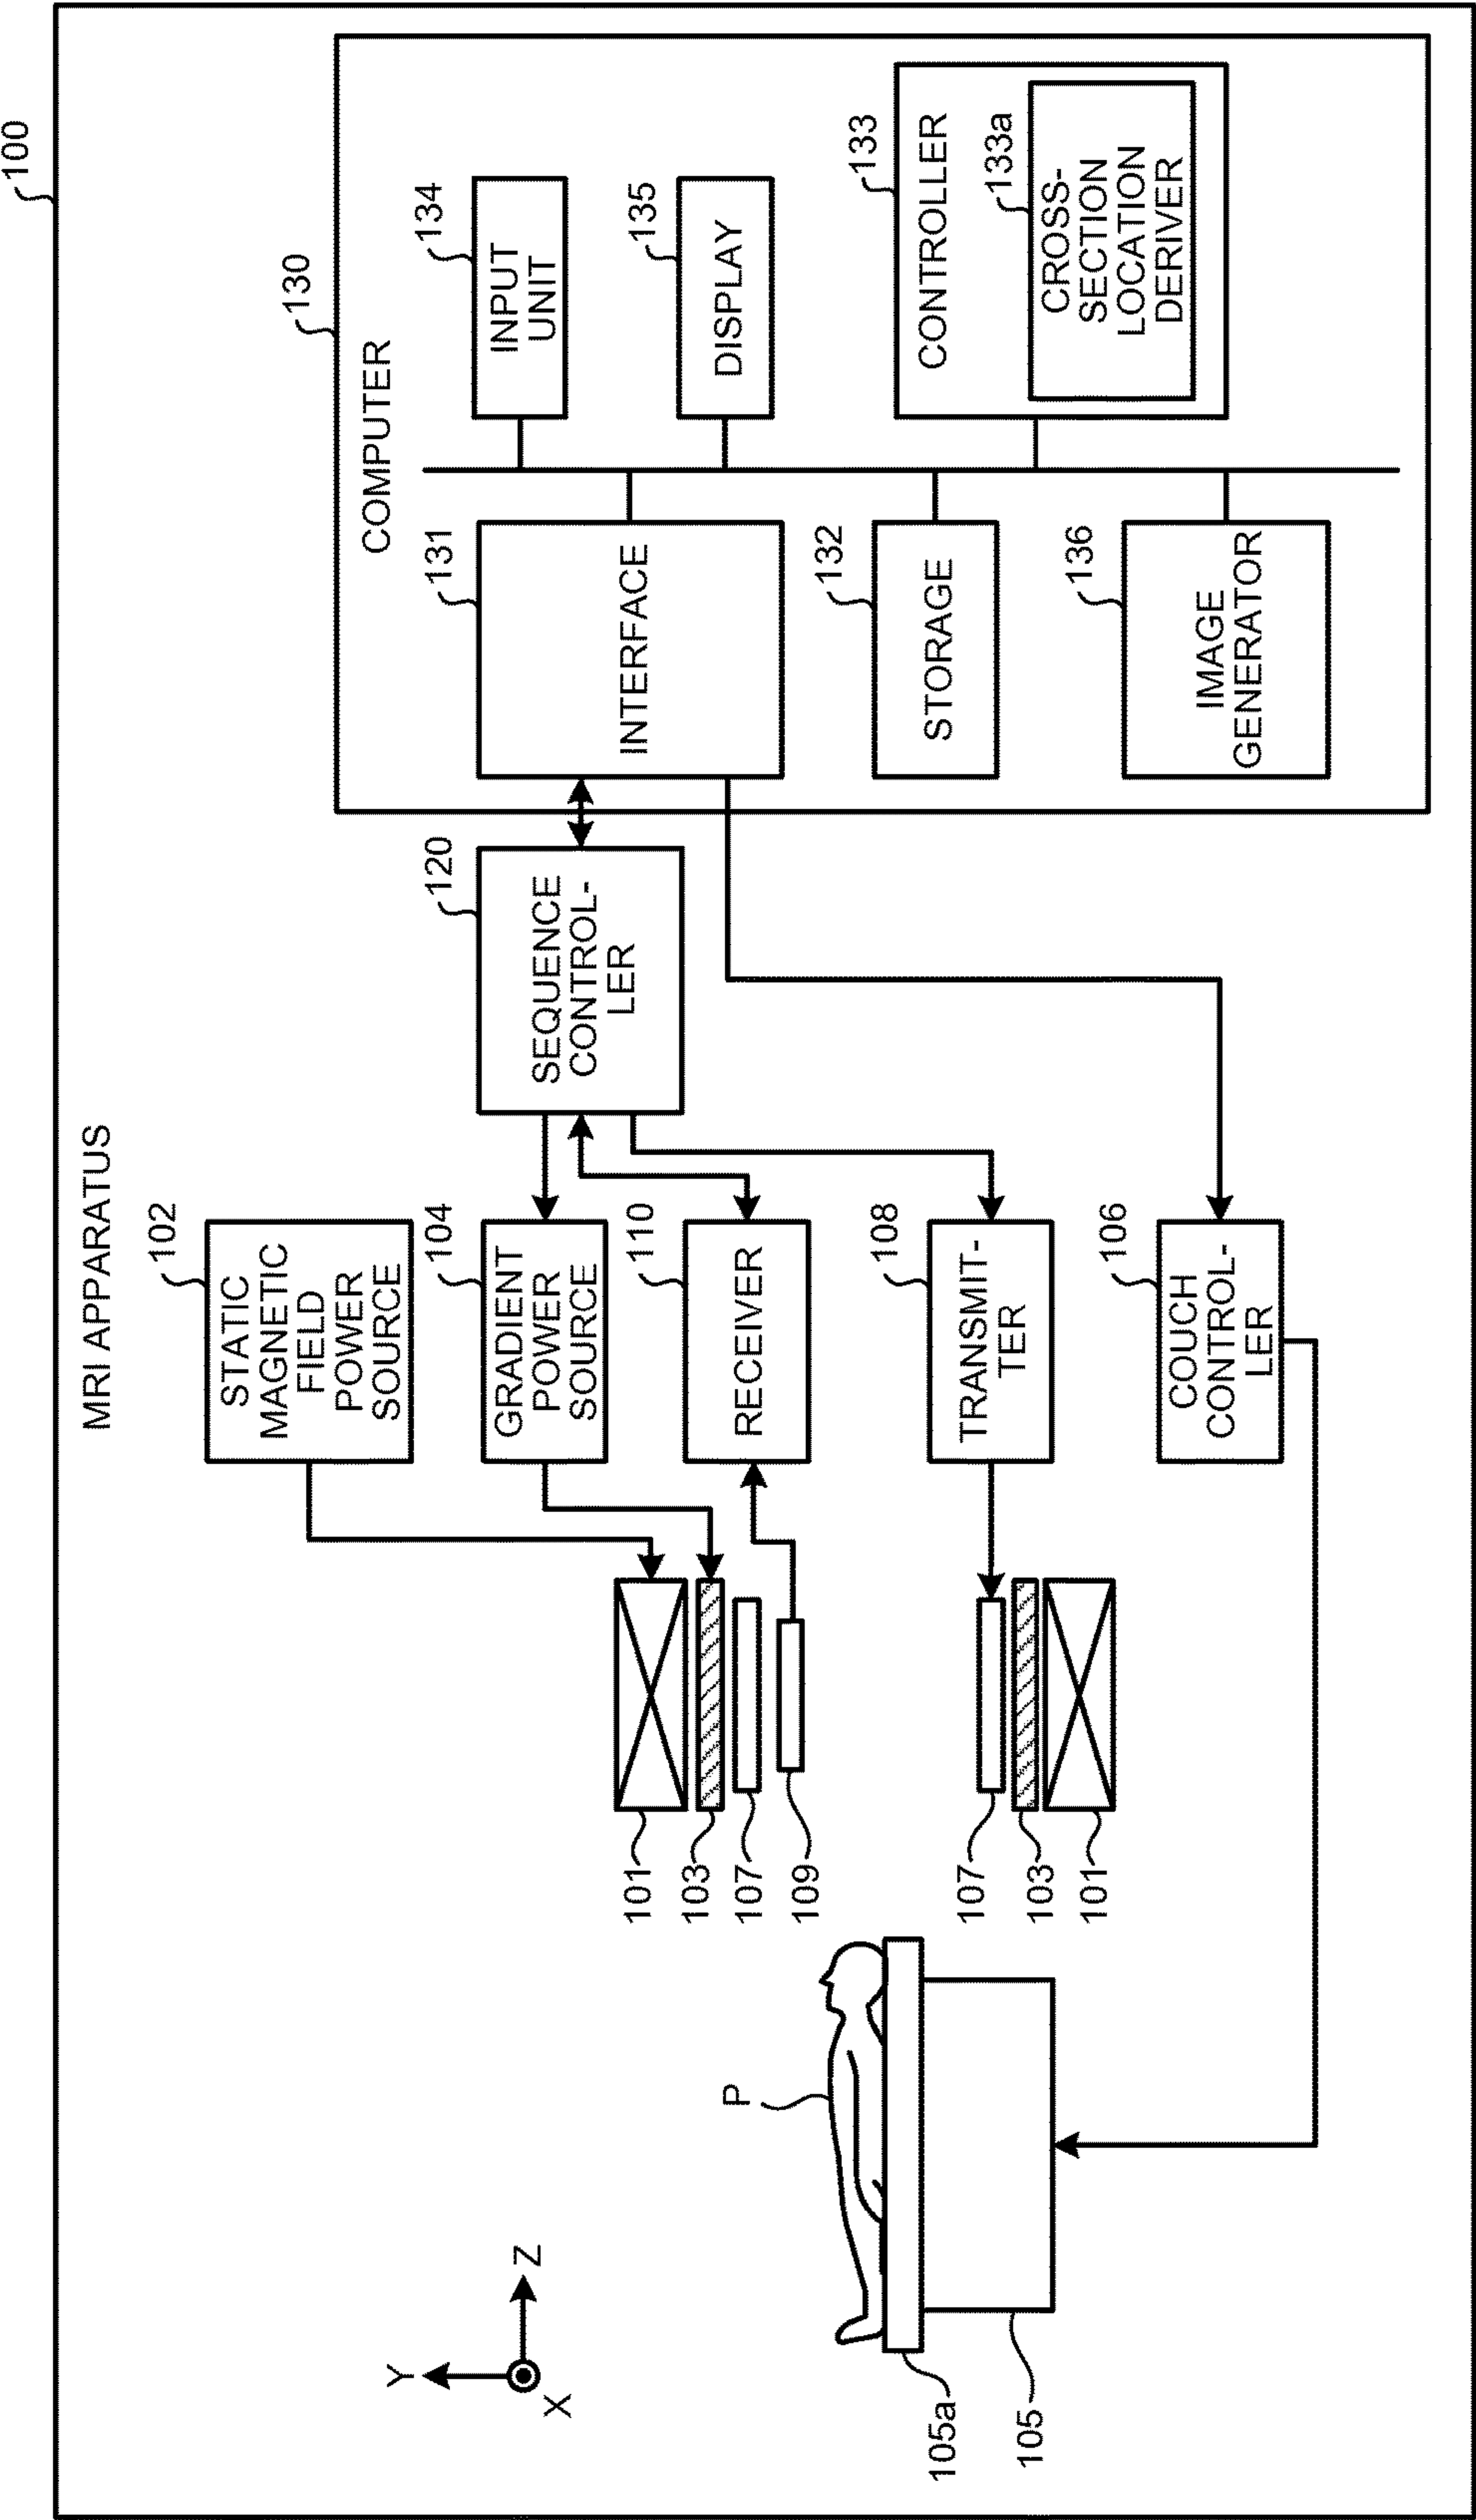 100
MRI APPARATUS
130
COMPUTER
102
STATIC
MAGNETIC
FIELD
POWER
SOURCE
104
GRADIENT
POWER
SOURCE
110
RECEIVER
108
TRANSMIT-
TER
106
COUCH
CONTROL-
LER
120
SEQUENCE
CONTROL-
LER
131
INTERFACE
132
STORAGE
136
IMAGE
GENERATOR
134
INPUT
UNIT
135
DISPLAY
133
CONTROLLER
133a
CROSS-
SECTION
LOCATION
DERIVER
101
103
107
109
107
103
101
Y
Z
X
P
105a
105